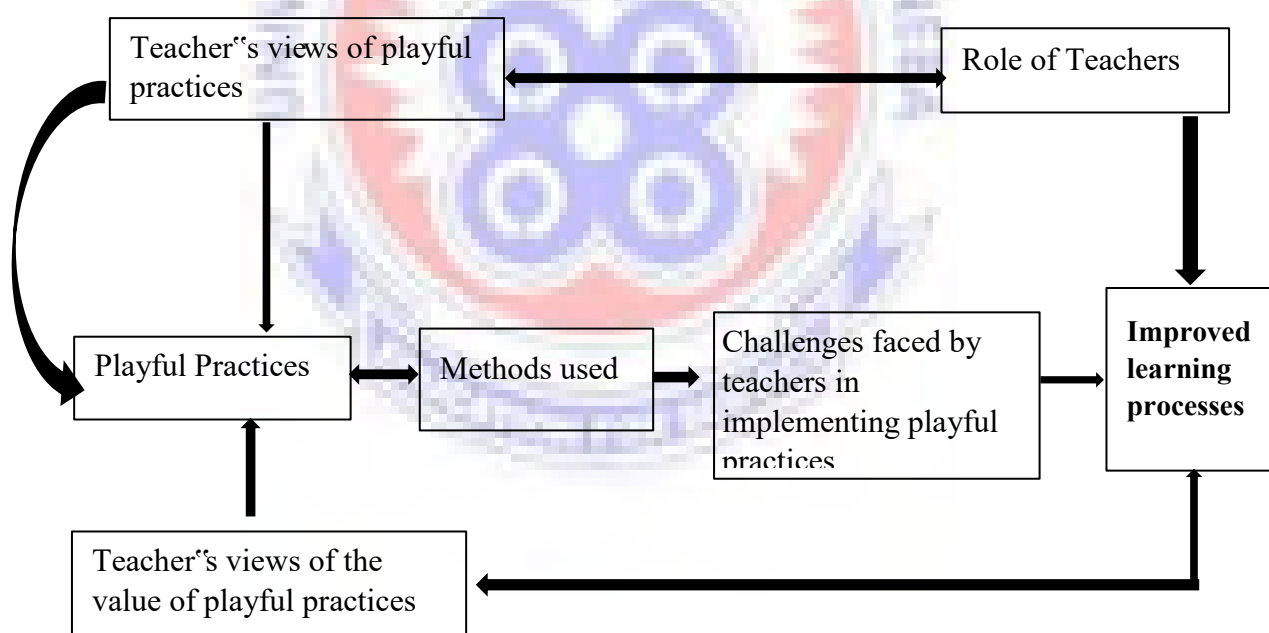 Teacher‟s views of playful
practices
Role of Teachers
Playful Practices
Methods used
Challenges faced by
teachers in
implementing playful
practices
Improved
learning
processes
Teacher‟s views of the
value of playful practices